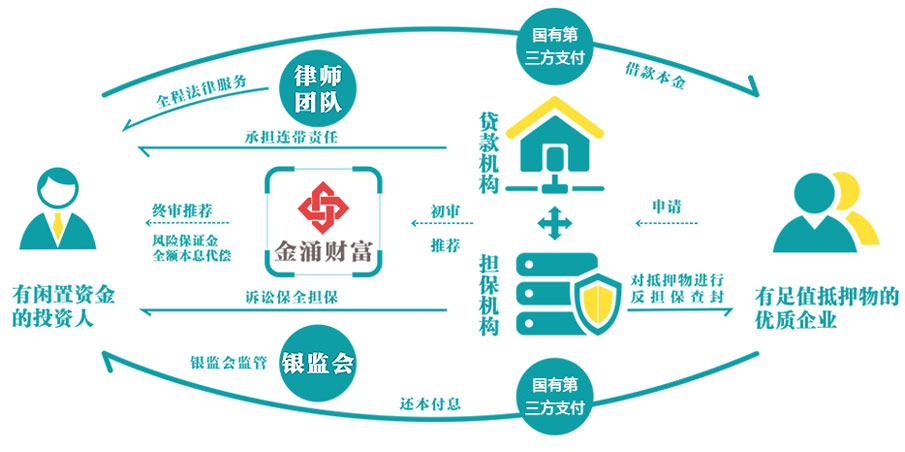 国有第
三方支付
借款本金
律师
团队
全程法律服务
承担连带责任
贷款机构
终审推荐
风险保证金
全额本息代偿
金涌财富
初审
推荐
申请
有闲置资金
的投资人
诉讼保全担保
担保机构
对抵押物进行
反担保查封
有足值抵押物的
优质企业
银监会监管
银监会
还本付息
国有第
三方支付